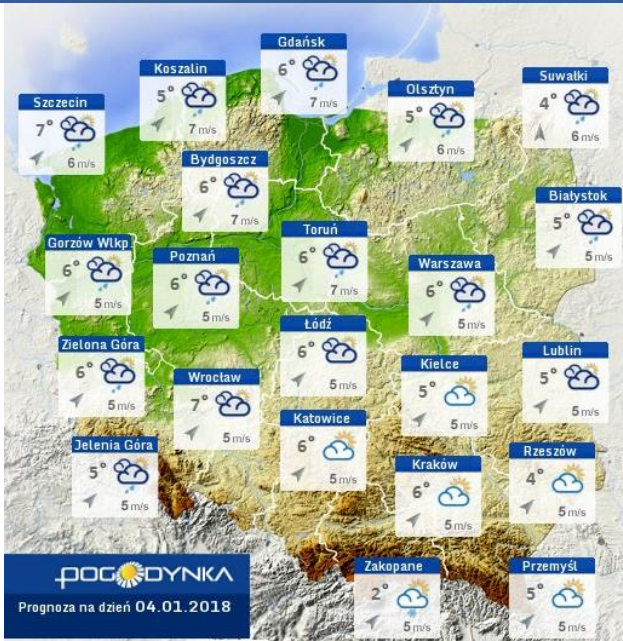 Gdańsk
6°
7 m/s
Koszalin
5°
7 m/s
Suwałki
4°
6 m/s
Olsztyn
5°
6 m/s
Szczecin
7°
6 m/s
Bydgoszcz
6°
7 m/s
Białystok
5°
5 m/s
Toruń
6°
7 m/s
Gorzów Wlkp.
6°
5 m/s
Poznań
6°
5 m/s
Warszawa
6°
5 m/s
Łódź
6°
5 m/s
Zielona Góra
6°
5 m/s
Lublin
5°
5 m/s
Kielce
5°
5 m/s
Wrocław
7°
5 m/s
Katowice
6°
5 m/s
Jelenia Góra
5°
5 m/s
Rzeszów
4°
5 m/s
Kraków
6°
5 m/s
Zakopane
2°
5 m/s
Przemyśl
5°
5 m/s
POGODYNKA
Prognoza na dzień 04.01.2018